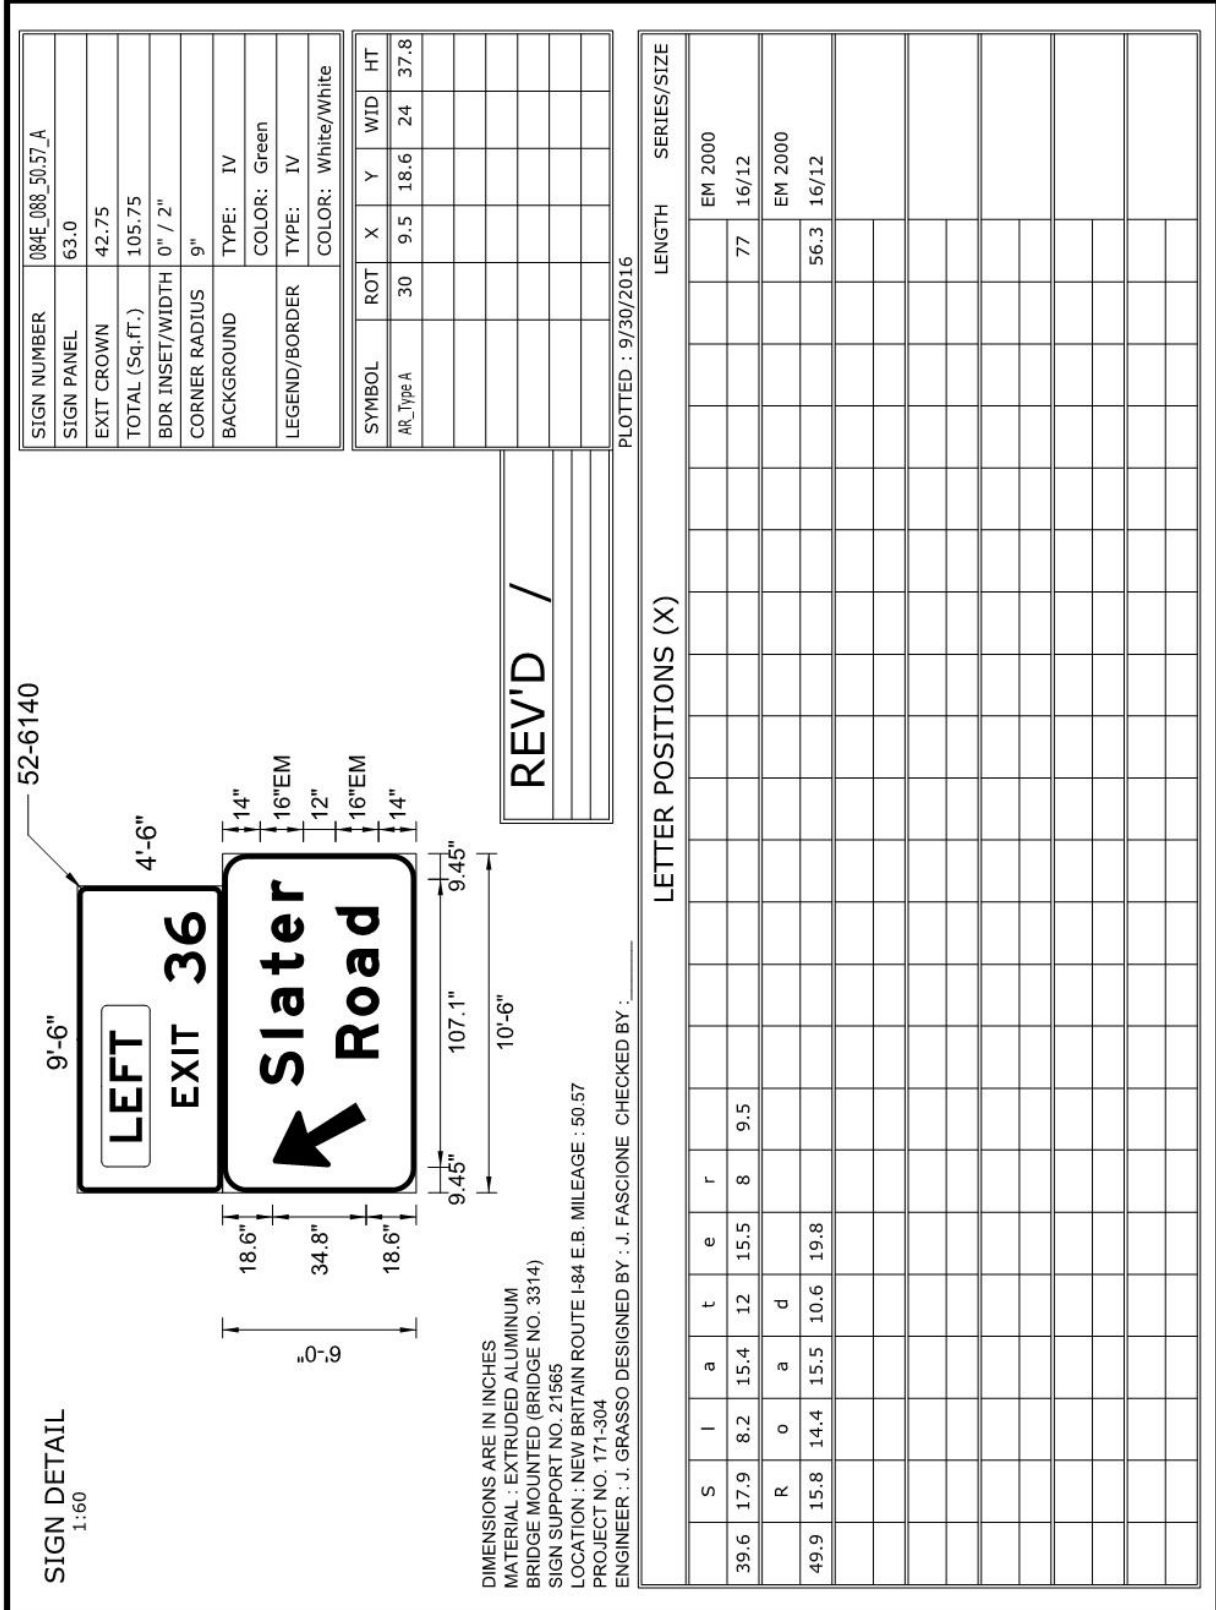 SIGN DETAIL
1:60
52-6140
9'-6"
4'-6"
LEFT
EXIT 36
Slater
Road
14"
16"EM
12"
16"EM
14"
18.6"
34.8"
18.6"
6'-0"
9.45" 107.1" 9.45"
10'-6"
SIGN NUMBER 084E_088_50.57_A
SIGN PANEL 63.0
EXIT CROWN 42.75
TOTAL (Sq.fT.) 105.75
BDR INSET/WIDTH 0" / 2"
CORNER RADIUS 9"
BACKGROUND TYPE: IV
COLOR: Green
LEGEND/BORDER TYPE: IV
COLOR: White/White
SYMBOL ROT X Y WID HT
AR_Type A 30 9.5 18.6 24 37.8
REV'D /
DIMENSIONS ARE IN INCHES
MATERIAL : EXTRUDED ALUMINUM
BRIDGE MOUNTED (BRIDGE NO. 3314)
SIGN SUPPORT NO. 21565
LOCATION : NEW BRITAIN ROUTE I-84 E.B. MILEAGE : 50.57
PROJECT NO. 171-304
ENGINEER : J. GRASSO DESIGNED BY : J. FASCIONE CHECKED BY :
PLOTTED : 9/30/2016
LETTER POSITIONS (X) LENGTH SERIES/SIZE
S l a t e r EM 2000
39.6 17.9 8.2 15.4 12 15.5 8 9.5 77 16/12
R o a d EM 2000
49.9 15.8 14.4 15.5 10.6 19.8 56.3 16/12